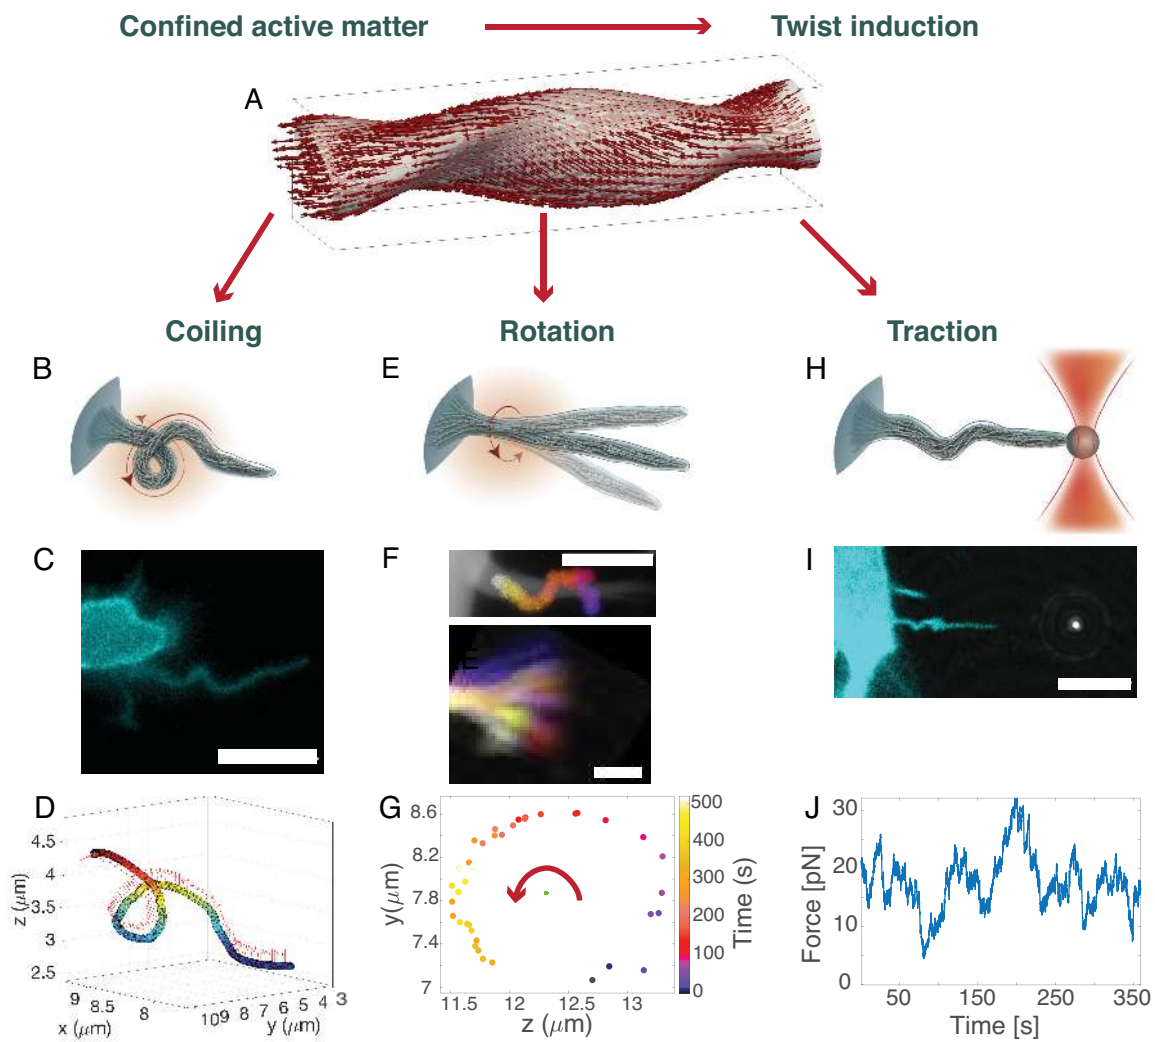 Confined active matter Twist induction
A
Coiling Rotation Traction
B E H
C F I
E
D G J
4.5
4
3.5
3
2.5
z (μm)
9 8.5 8
x (μm)
10 9 8 7 6 5 4 3
y (μm)
8.6
8.2
7.8
7.4
7
y(μm)
11.5 12 12.5 13
z (μm)
500
400
300
200
100
0
Time (s)
30
20
10
0
Force [pN]
50 150 250 350
Time [s]